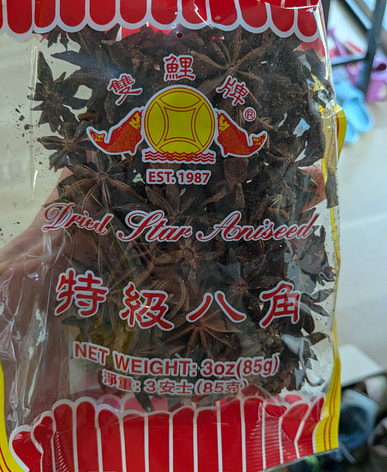 雙鯉牌®
EST. 1987
Dried Star Aniseed
特級八角
NET WEIGHT: 3oz(85g)
淨重: 3 安士 (85克)